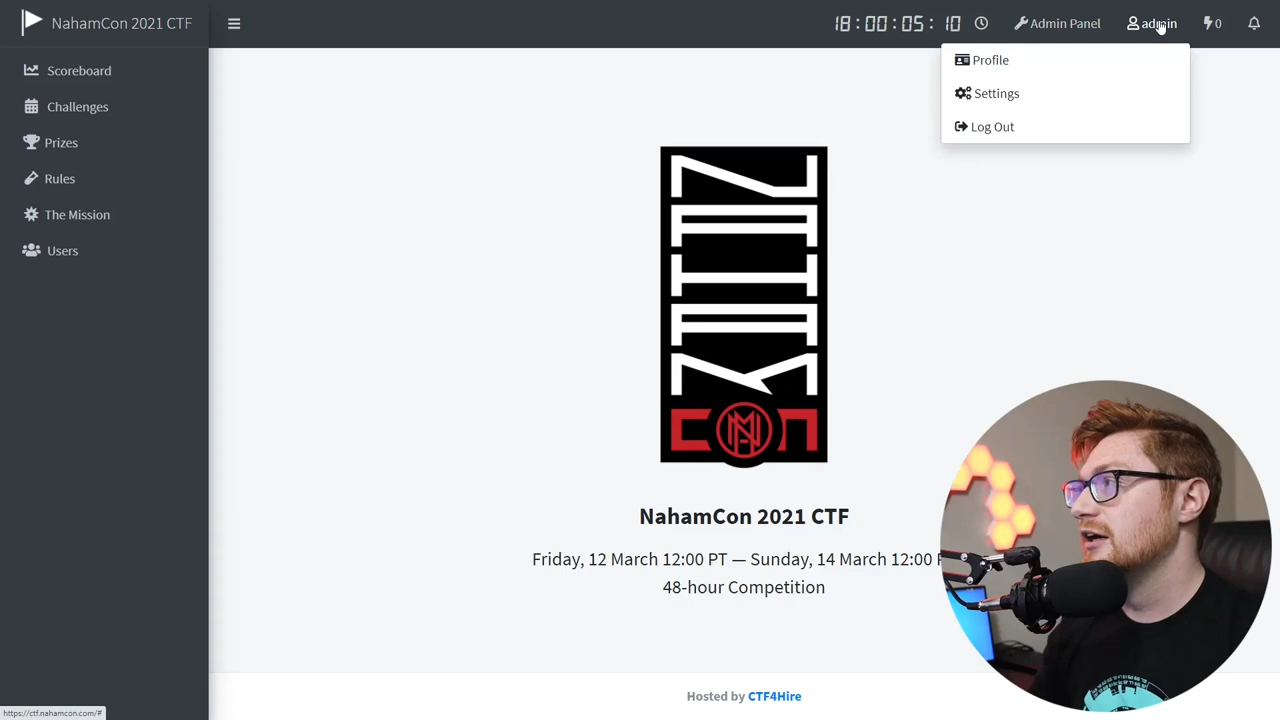 NahamCon 2021 CTF
18:00:05:10
Admin Panel
admin
0
Scoreboard
Challenges
Prizes
Rules
The Mission
Users
Profile
Settings
Log Out
NAHAM
CON
NahamCon 2021 CTF
Friday, 12 March 12:00 PT — Sunday, 14 March 12:00
48-hour Competition
Hosted by CTF4Hire
https://ctf.nahamcon.com/#